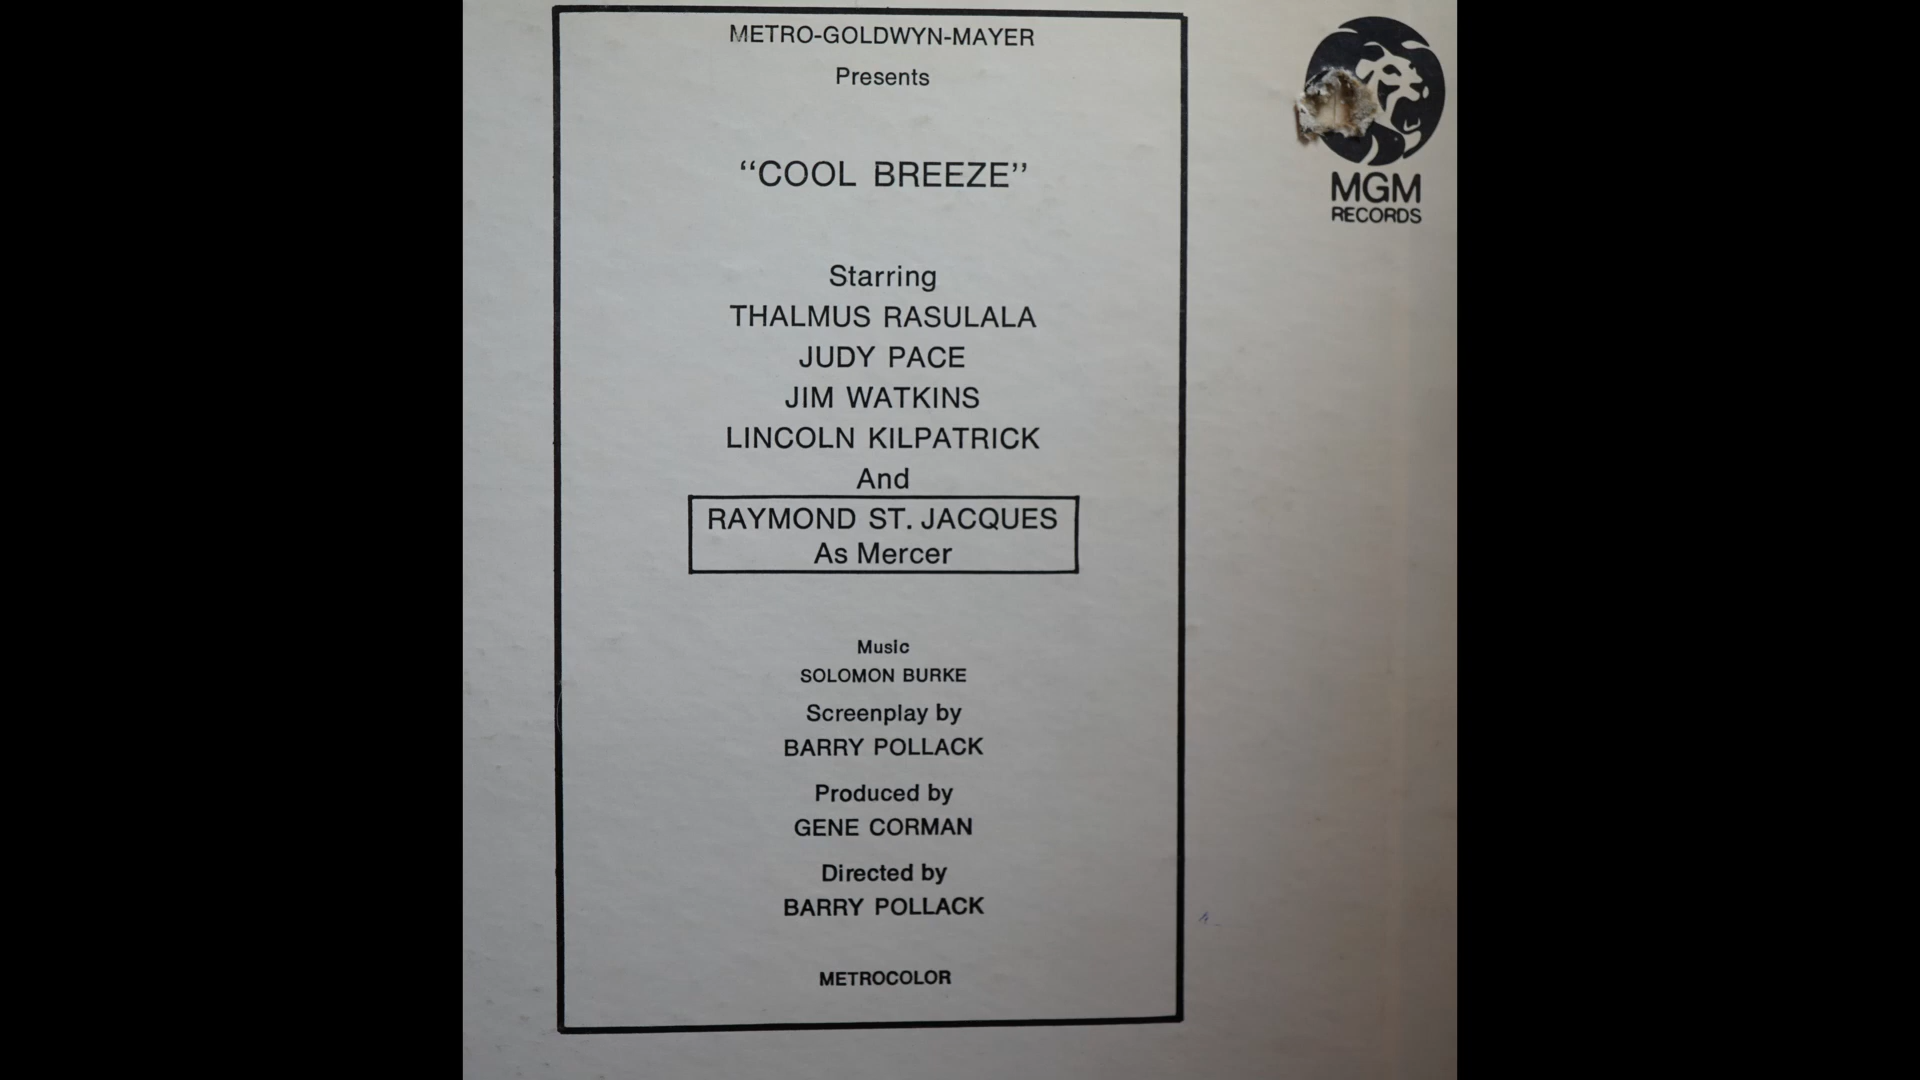 METRO-GOLDWYN-MAYER
Presents
“COOL BREEZE”
Starring
THALMUS RASULALA
JUDY PACE
JIM WATKINS
LINCOLN KILPATRICK
And
RAYMOND ST. JACQUES
As Mercer
Music
SOLOMON BURKE
Screenplay by
BARRY POLLACK
Produced by
GENE CORMAN
Directed by
BARRY POLLACK
METROCOLOR
MGM
RECORDS